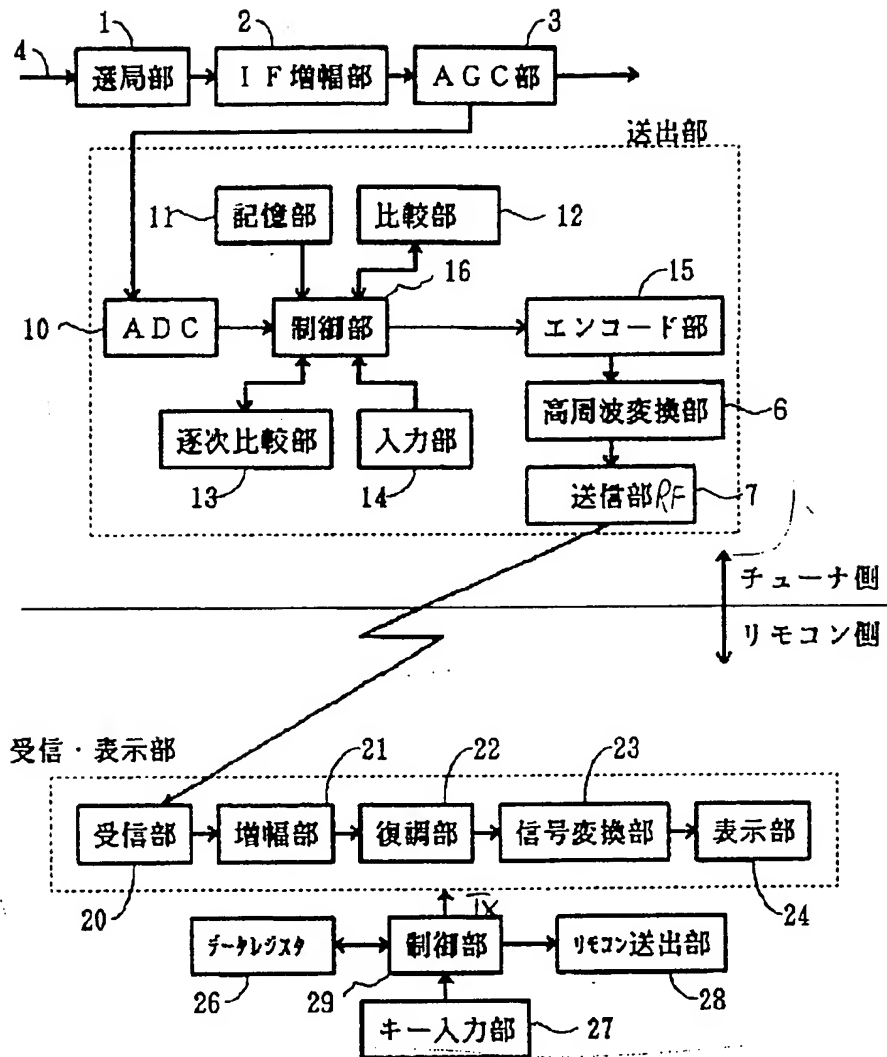 1
2
3
4
選局部
IF増幅部
AGC部
送出部
11
記憶部
比較部
12
16
15
10
ADC
制御部
エンコード部
高周波変換部
6
逐次比較部
入力部
13
14
送信部RF
7
チューナ側
リモコン側
受信・表示部
21
22
23
受信部
増幅部
復調部
信号変換部
表示部
20
IX
24
データレジスタ
制御部
リモコン送出部
26
29
28
キー入力部
27